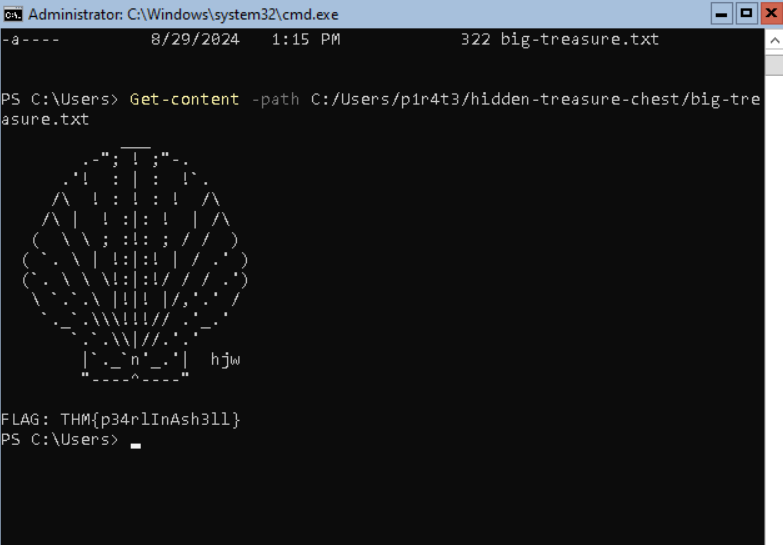 Administrator: C:\Windows\system32\cmd.exe
-a----         8/29/2024   1:15 PM            322 big-treasure.txt
PS C:\Users> Get-content -path C:/Users/p1r4t3/hidden-treasure-chest/big-tre
asure.txt
hjw
FLAG: THM{p34rlInAsh3ll}
PS C:\Users>